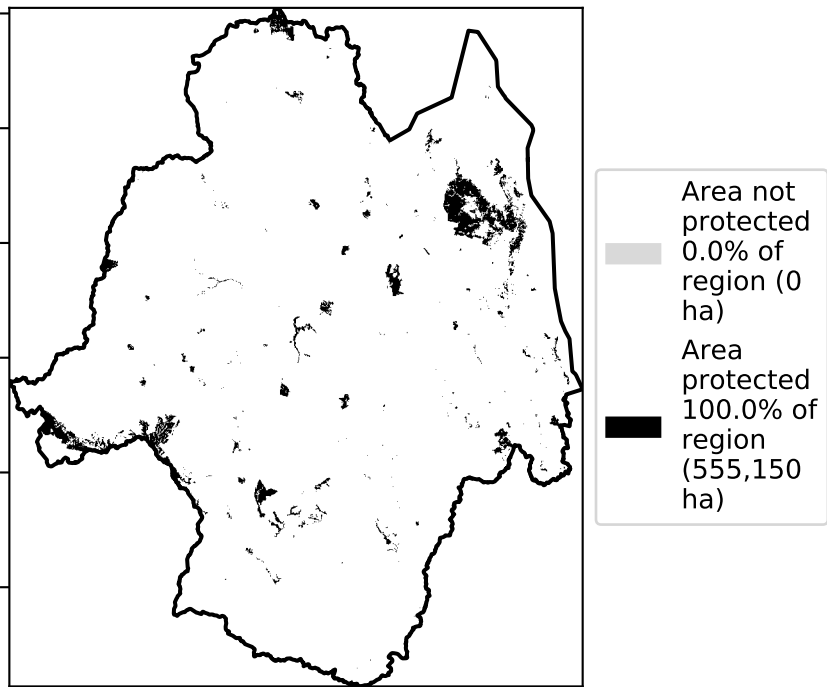 Area not
protected
0.0% of
region (0
ha)
Area
protected
100.0% of
region
(555,150
ha)